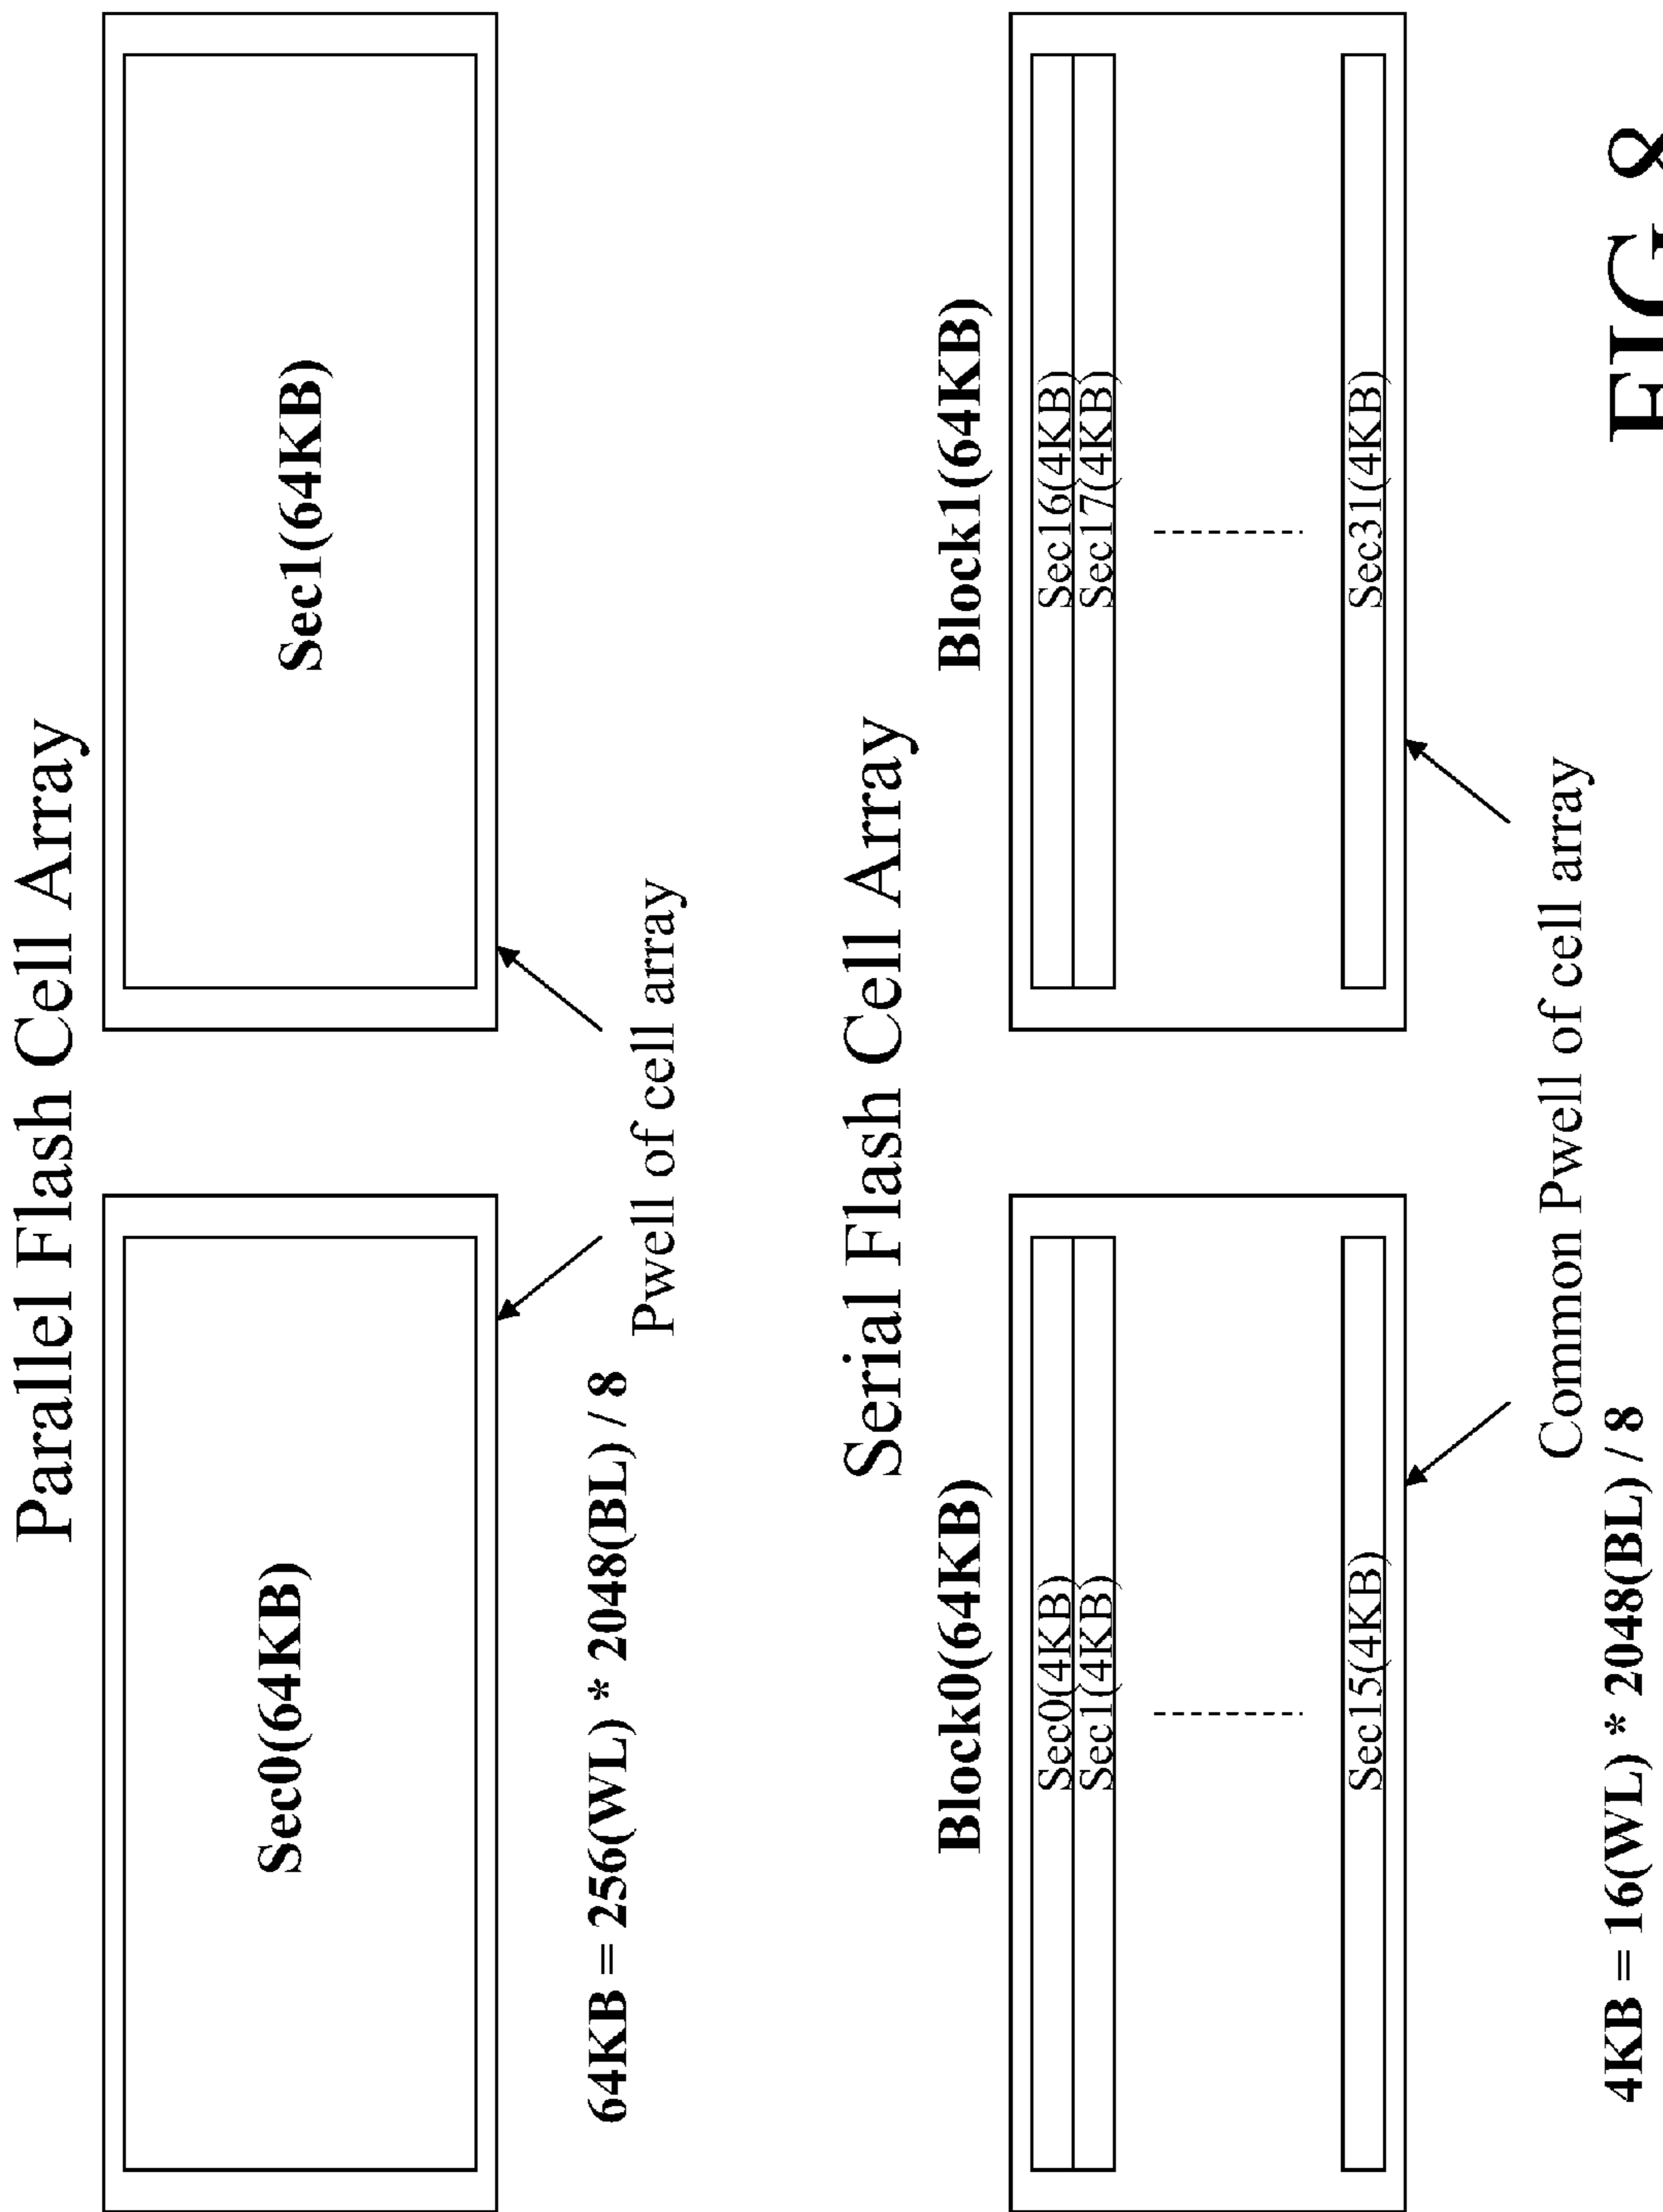 Parallel Flash Cell Array
Sec0(64KB)
Sec1(64KB)
Pwell of cell array
64KB = 256(WL) * 2048(BL) / 8
Serial Flash Cell Array
Block0(64KB)
Block1(64KB)
Sec0(4KB)
Sec1(4KB)
Sec15(4KB)
Sec16(4KB)
Sec17(4KB)
Sec31(4KB)
Common Pwell of cell array
4KB = 16(WL) * 2048(BL) / 8
FIG 8